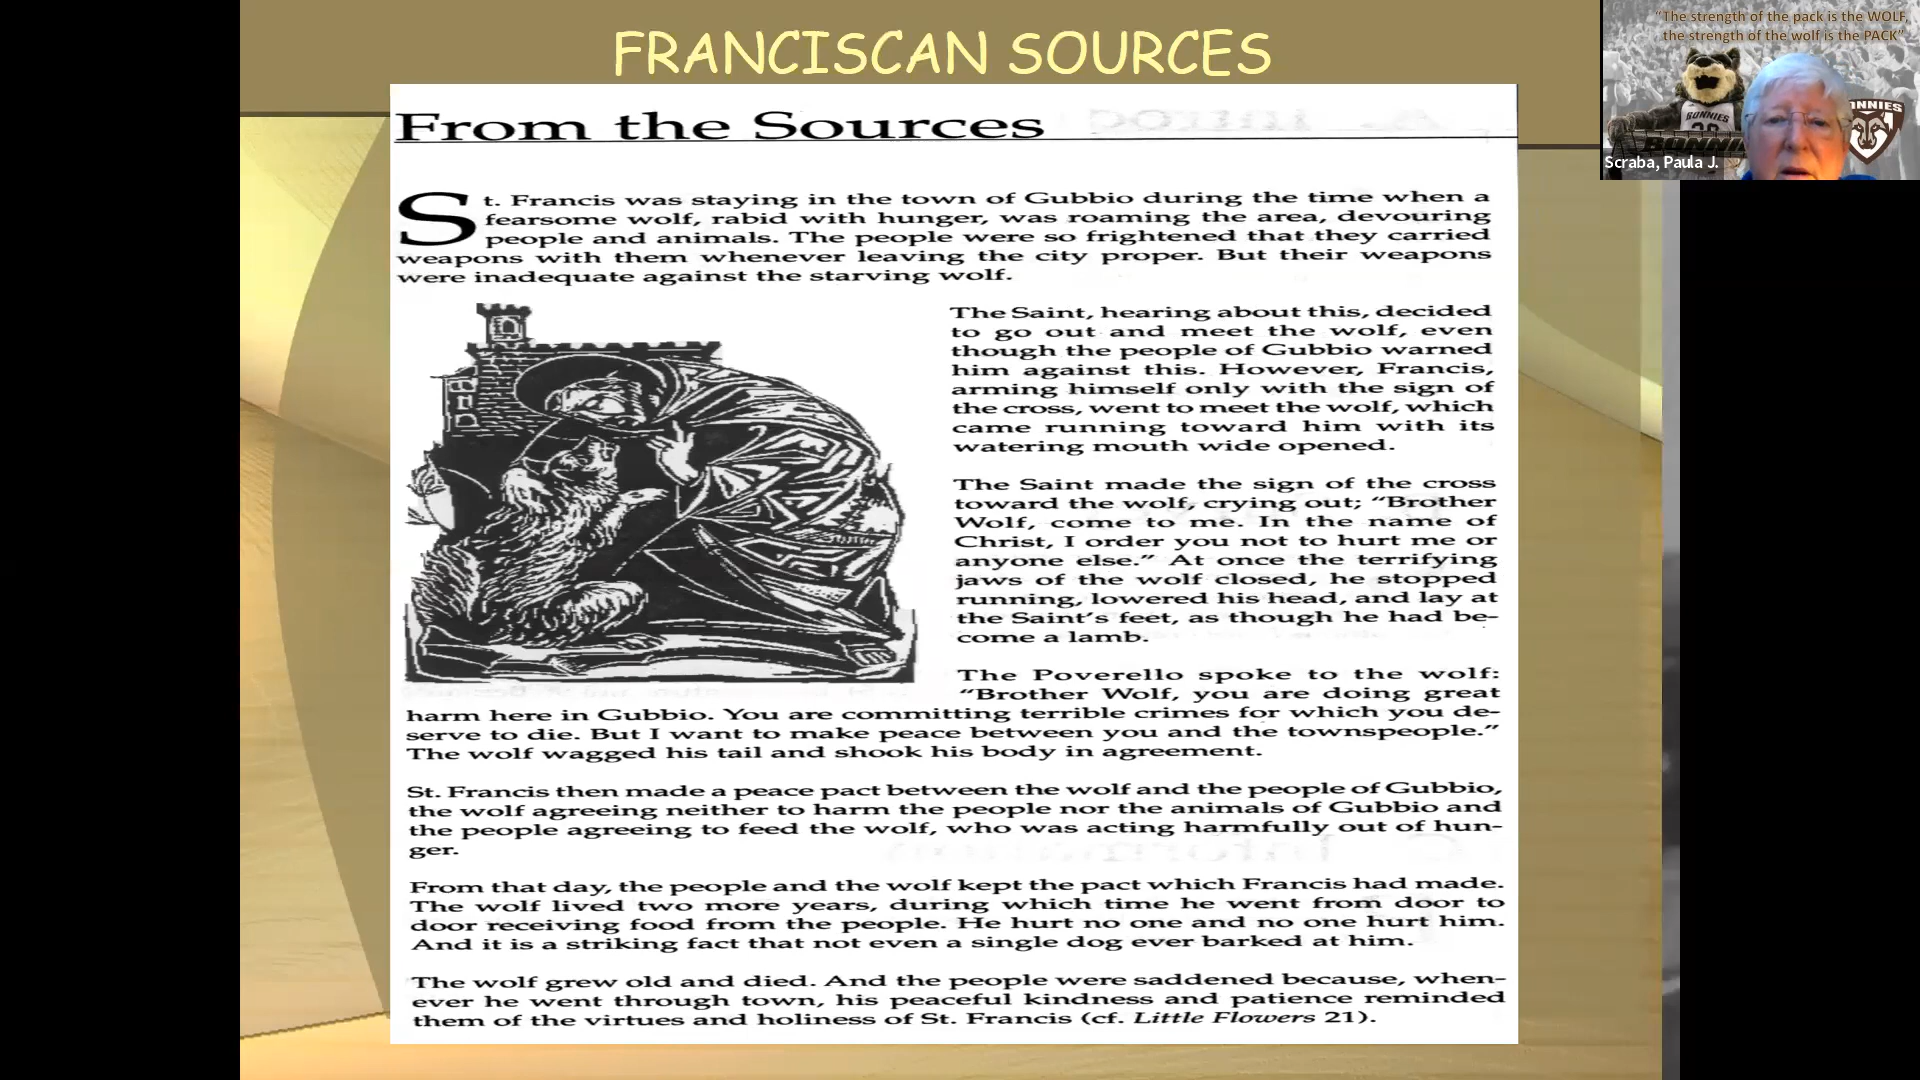 FRANCISCAN SOURCES
From the Sources
St. Francis was staying in the town of Gubbio during the time when a
fearsome wolf, rabid with hunger, was roaming the area, devouring
people and animals. The people were so frightened that they carried
weapons with them whenever leaving the city proper. But their weapons
were inadequate against the starving wolf.
The Saint, hearing about this, decided
to go out and meet the wolf, even
though the people of Gubbio warned
him against this. However, Francis,
arming himself only with the sign of
the cross, went to meet the wolf, which
came running toward him with its
watering mouth wide opened.
The Saint made the sign of the cross
toward the wolf, crying out; “Brother
Wolf, come to me. In the name of
Christ, I order you not to hurt me or
anyone else.” At once the terrifying
jaws of the wolf closed, he stopped
running, lowered his head, and lay at
the Saint’s feet, as though he had be-
come a lamb.
The Poverello spoke to the wolf:
“Brother Wolf, you are doing great
harm here in Gubbio. You are committing terrible crimes for which you de-
serve to die. But I want to make peace between you and the townspeople.”
The wolf wagged his tail and shook his body in agreement.
St. Francis then made a peace pact between the wolf and the people of Gubbio,
the wolf agreeing neither to harm the people nor the animals of Gubbio and
the people agreeing to feed the wolf, who was acting harmfully out of hun-
ger.
From that day, the people and the wolf kept the pact which Francis had made.
The wolf lived two more years, during which time he went from door to
door receiving food from the people. He hurt no one and no one hurt him.
And it is a striking fact that not even a single dog ever barked at him.
The wolf grew old and died. And the people were saddened because, when-
ever he went through town, his peaceful kindness and patience reminded
them of the virtues and holiness of St. Francis (cf. Little Flowers 21).
“The strength of the pack is the WOLF,
the strength of the wolf is the PACK”
BONNIES
Scraba, Paula J.